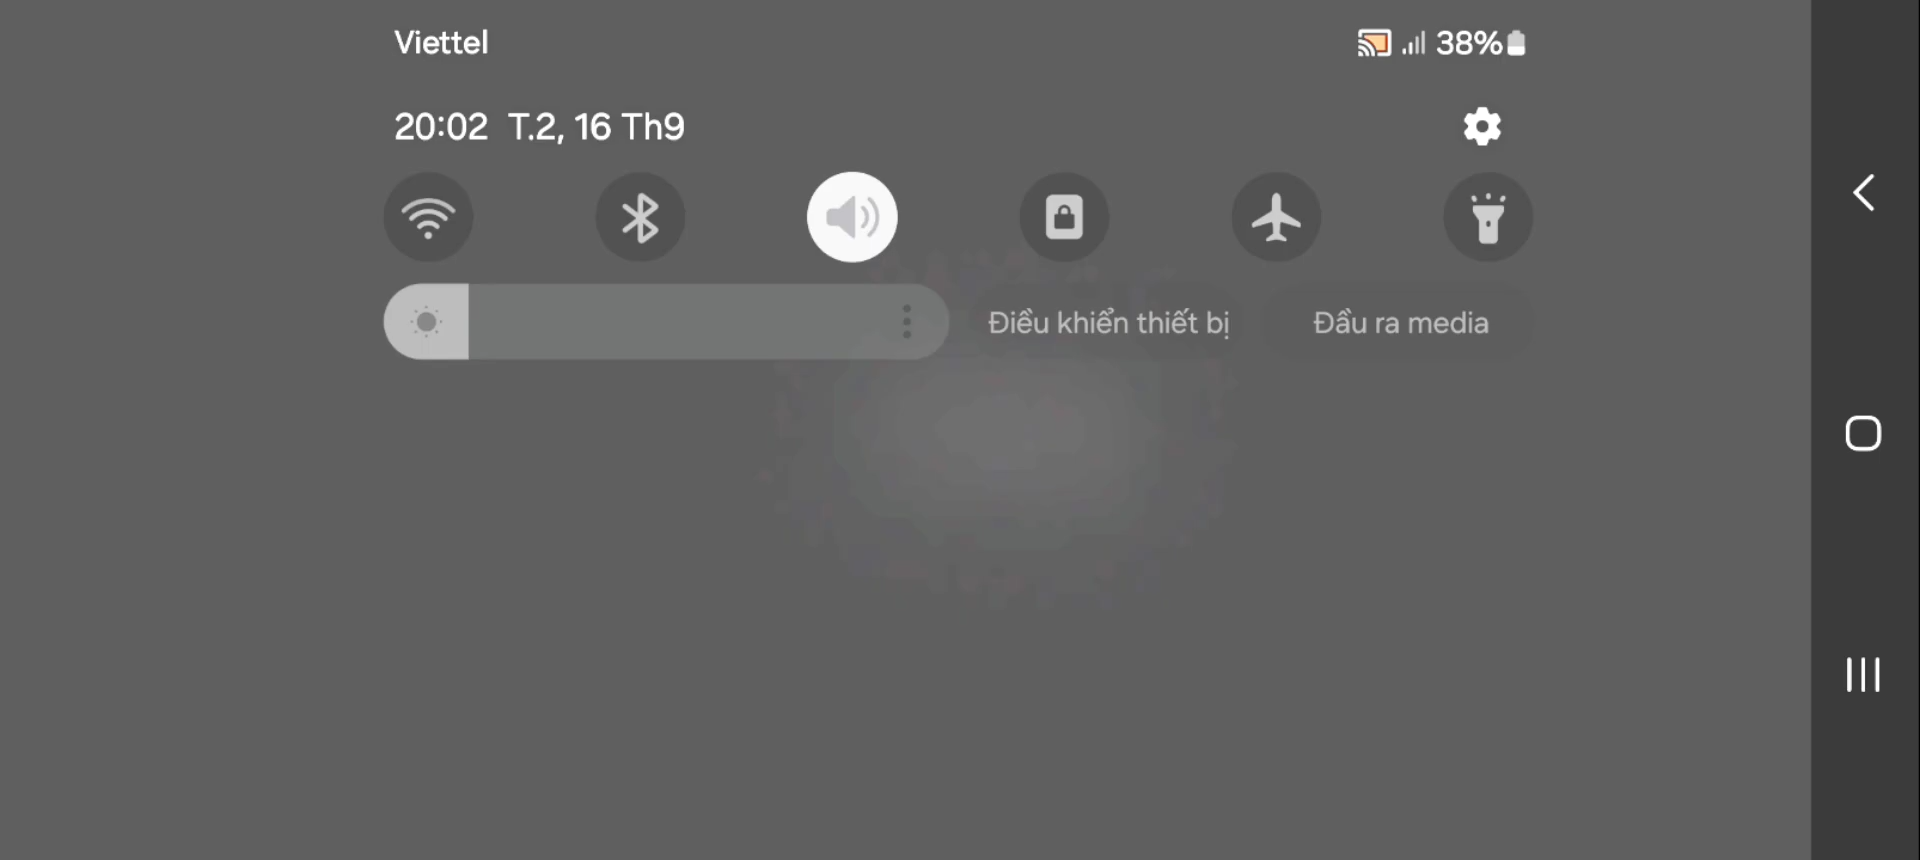 Viettel
38%
20:02 T.2, 16 Th9
Điều khiển thiết bị
Đầu ra media